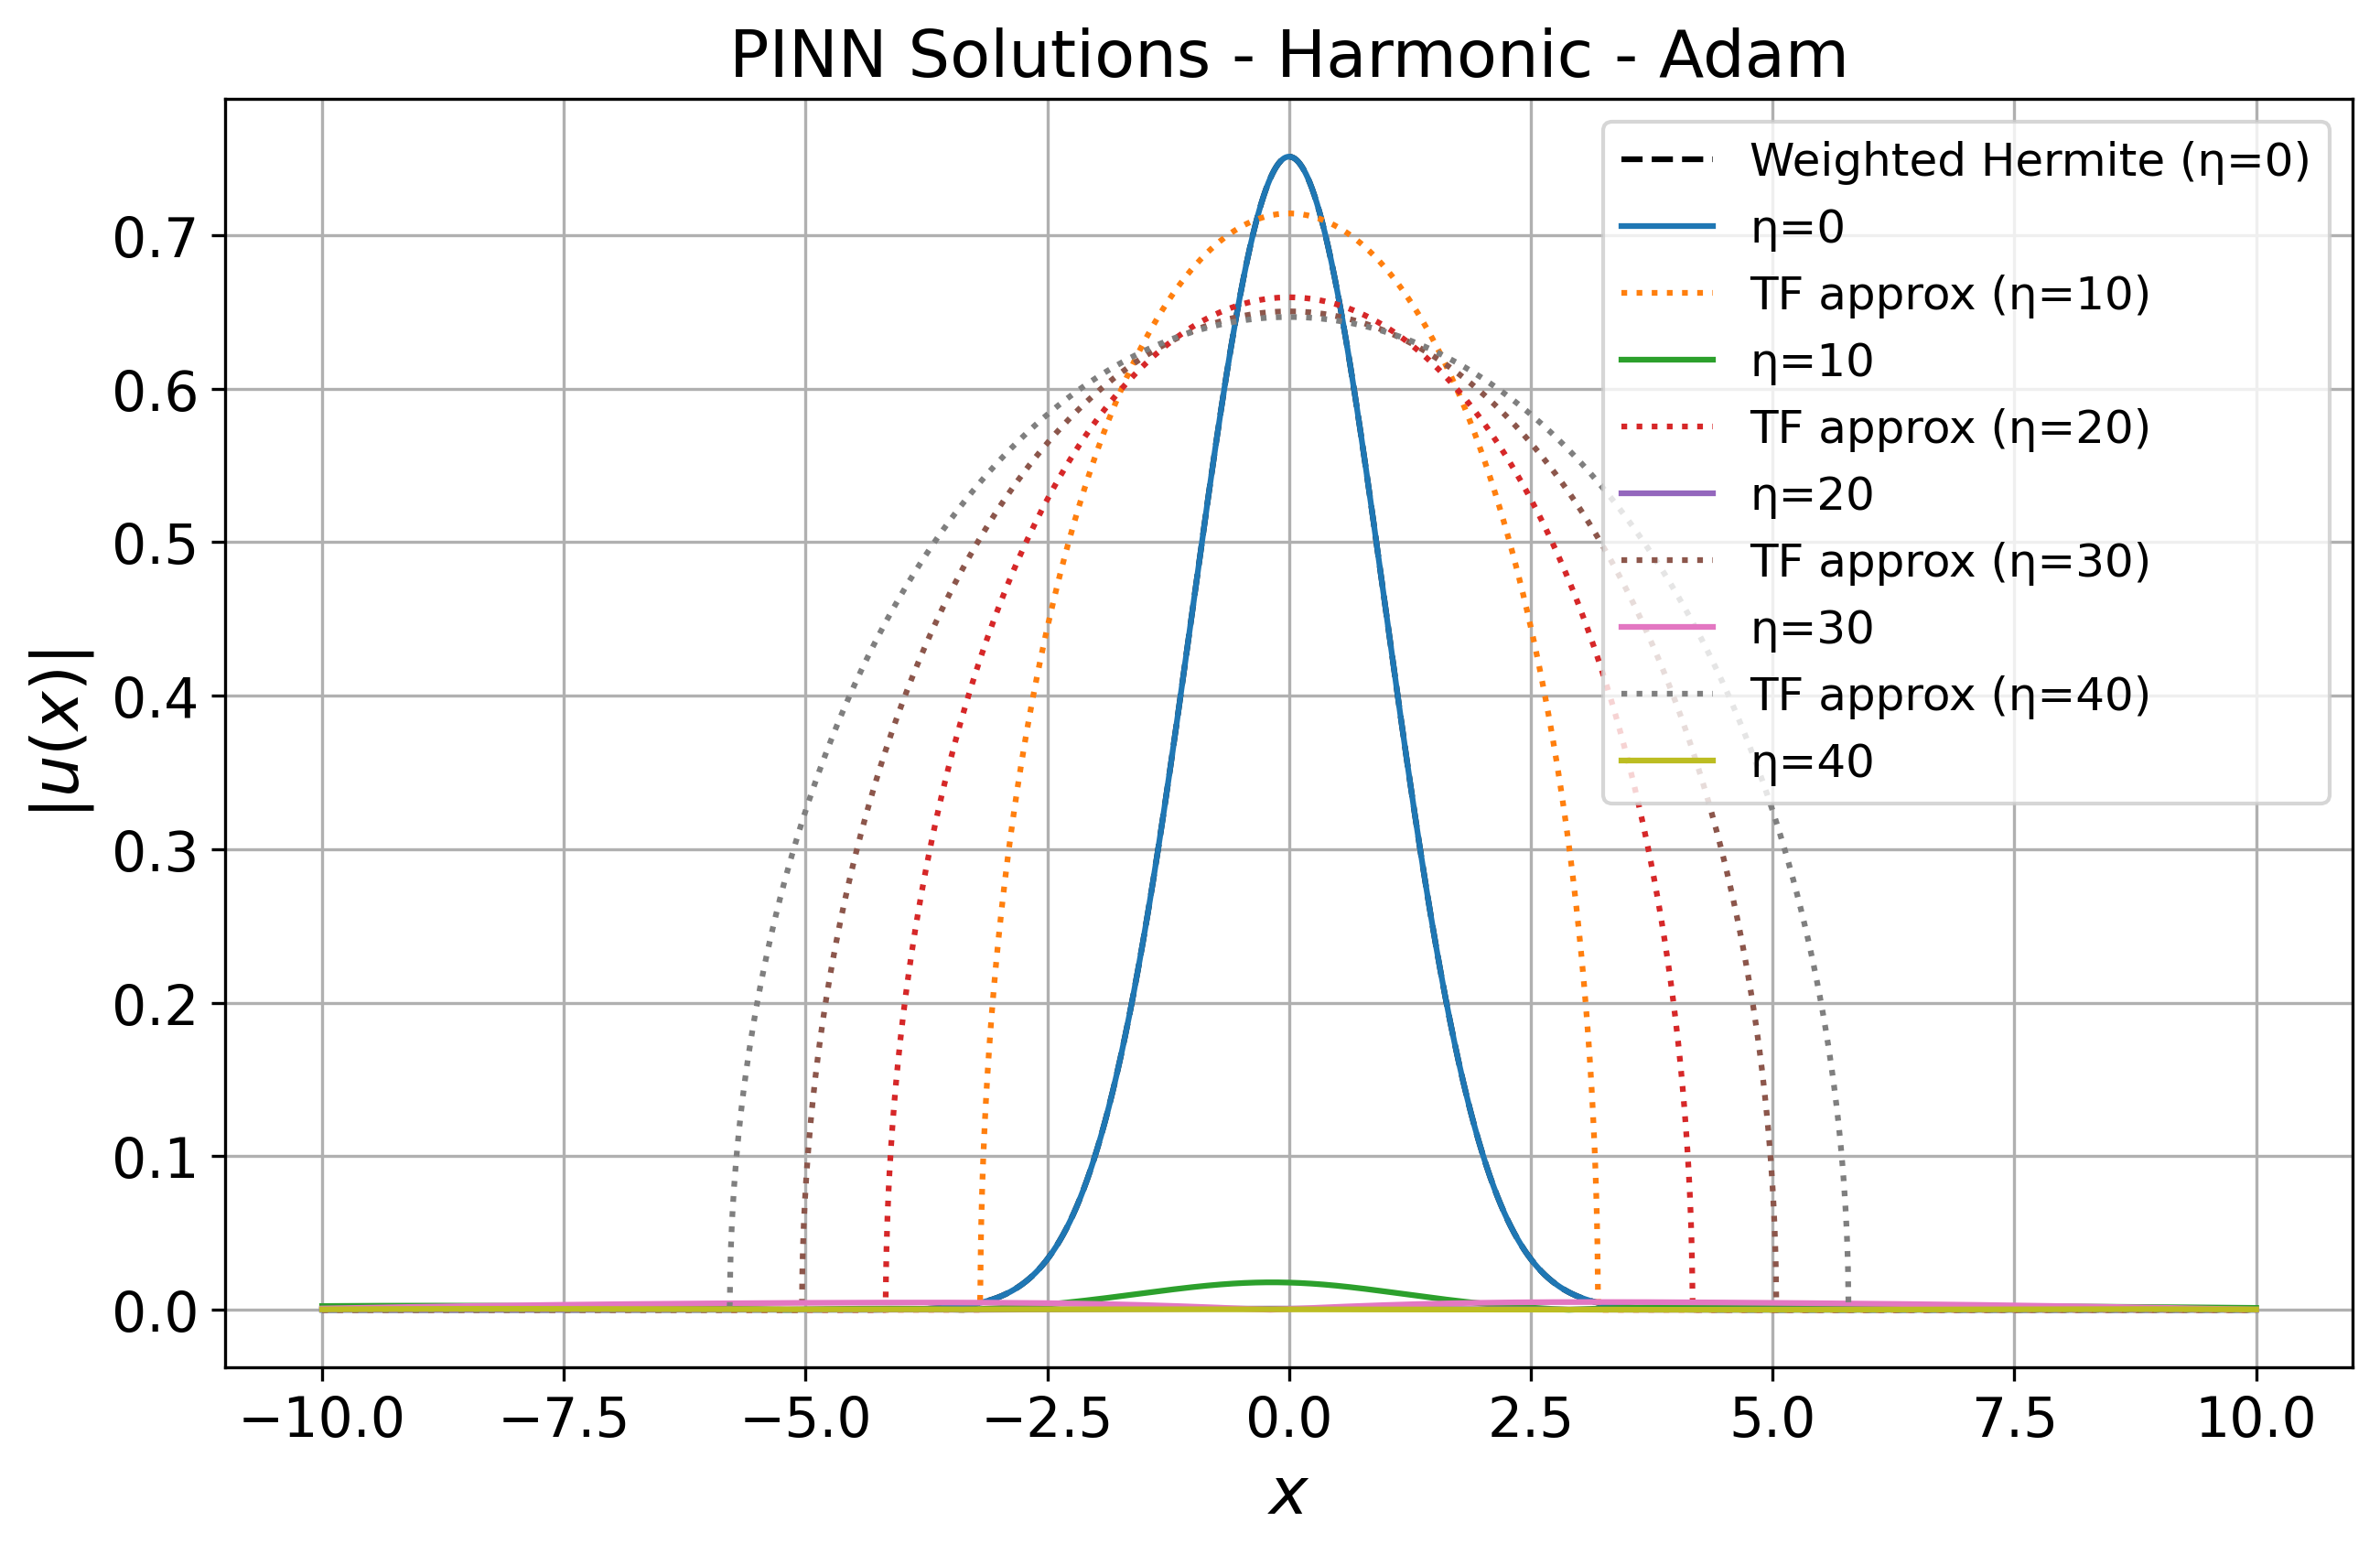 PINN Solutions - Harmonic - Adam
|u(x)|
0.7
0.6
0.5
0.4
0.3
0.2
0.1
0.0
Weighted Hermite (η=0)
η=0
TF approx (η=10)
η=10
TF approx (η=20)
η=20
TF approx (η=30)
η=30
TF approx (η=40)
η=40
−10.0 −7.5 −5.0 −2.5 0.0 2.5 5.0 7.5 10.0
x